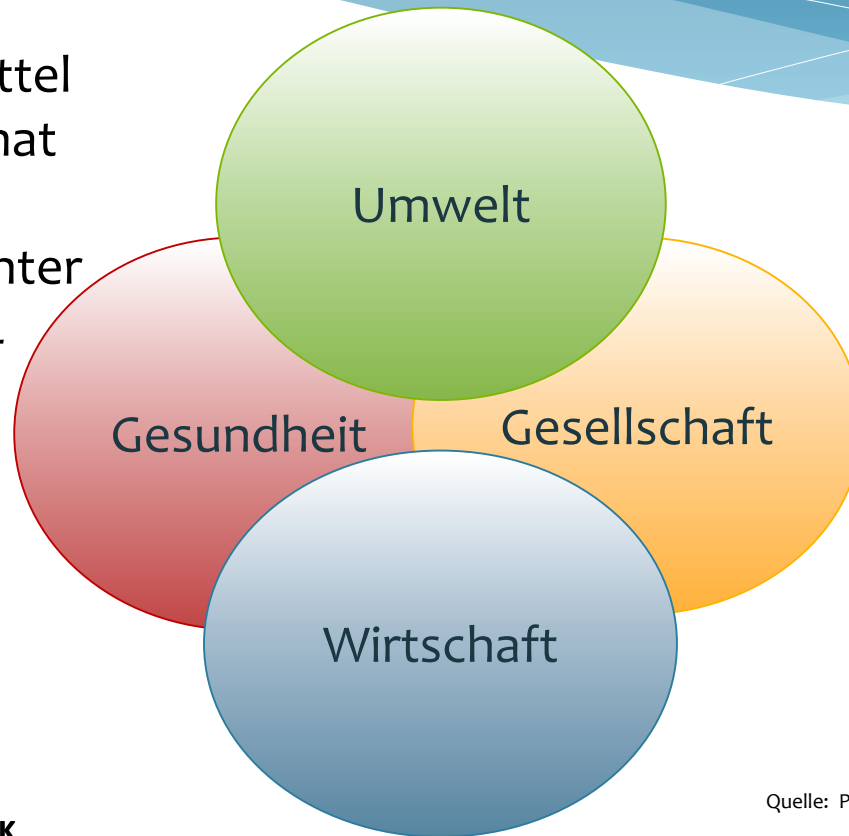 ttel
hat
nter
Umwelt
Gesundheit
Gesellschaft
Wirtschaft
Quelle: P
K